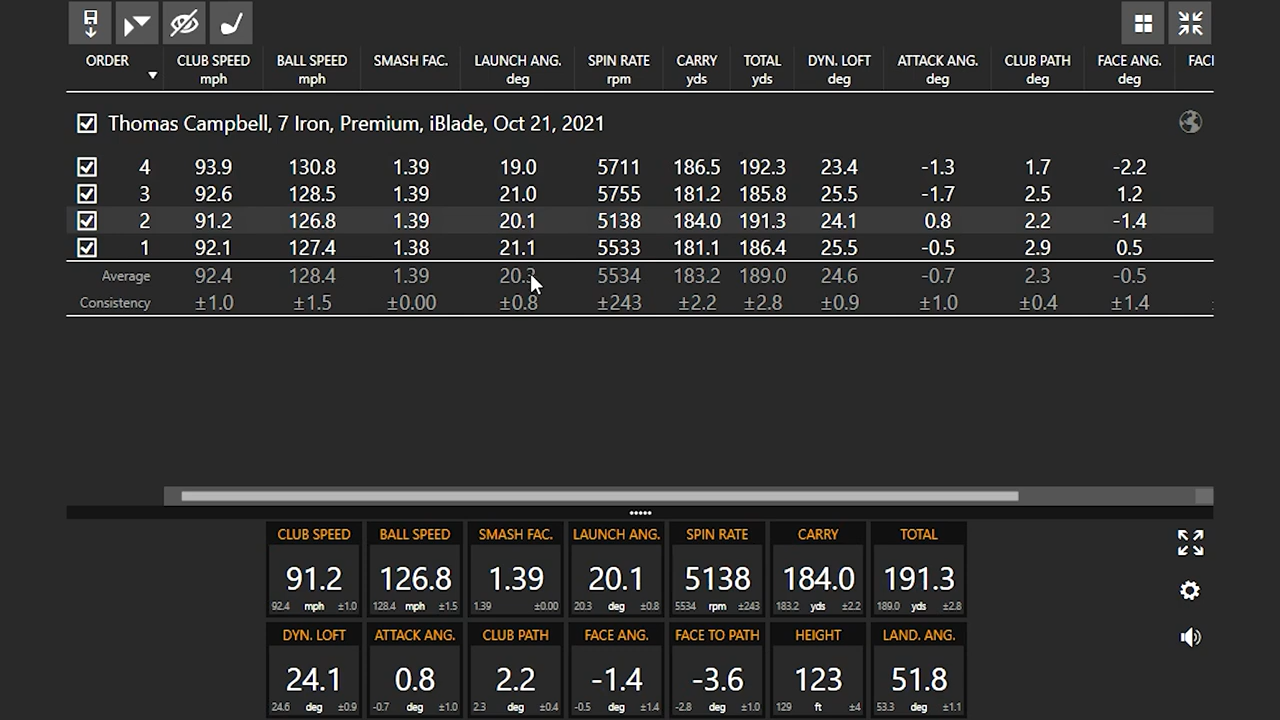 ORDER CLUB SPEED BALL SPEED SMASH FAC. LAUNCH ANG. SPIN RATE CARRY TOTAL DYN. LOFT ATTACK ANG. CLUB PATH FACE ANG. FACI
mph mph deg rpm yds yds deg deg deg deg
Thomas Campbell, 7 Iron, Premium, iBlade, Oct 21, 2021
4 93.9 130.8 1.39 19.0 5711 186.5 192.3 23.4 -1.3 1.7 -2.2
3 92.6 128.5 1.39 21.0 5755 181.2 185.8 25.5 -1.7 2.5 1.2
2 91.2 126.8 1.39 20.1 5138 184.0 191.3 24.1 0.8 2.2 -1.4
1 92.1 127.4 1.38 21.1 5533 181.1 186.4 25.5 -0.5 2.9 0.5
Average 92.4 128.4 1.39 20.3 5534 183.2 189.0 24.6 -0.7 2.3 -0.5
Consistency ±1.0 ±1.5 ±0.00 ±0.8 ±243 ±2.2 ±2.8 ±0.9 ±1.0 ±0.4 ±1.4
CLUB SPEED BALL SPEED SMASH FAC. LAUNCH ANG. SPIN RATE CARRY TOTAL
91.2 126.8 1.39 20.1 5138 184.0 191.3
92.4 mph ±1.0 128.4 mph ±1.5 1.39 ±0.00 20.3 deg ±0.8 5534 rpm ±243 183.2 yds ±2.2 189.0 yds ±2.8
DYN. LOFT ATTACK ANG. CLUB PATH FACE ANG. FACE TO PATH HEIGHT LAND. ANG.
24.1 0.8 2.2 -1.4 -3.6 123 51.8
24.6 deg ±0.9 -0.7 deg ±1.0 2.3 deg ±0.4 -0.5 deg ±1.4 -2.8 deg ±1.0 129 ft ±4 53.3 deg ±1.1